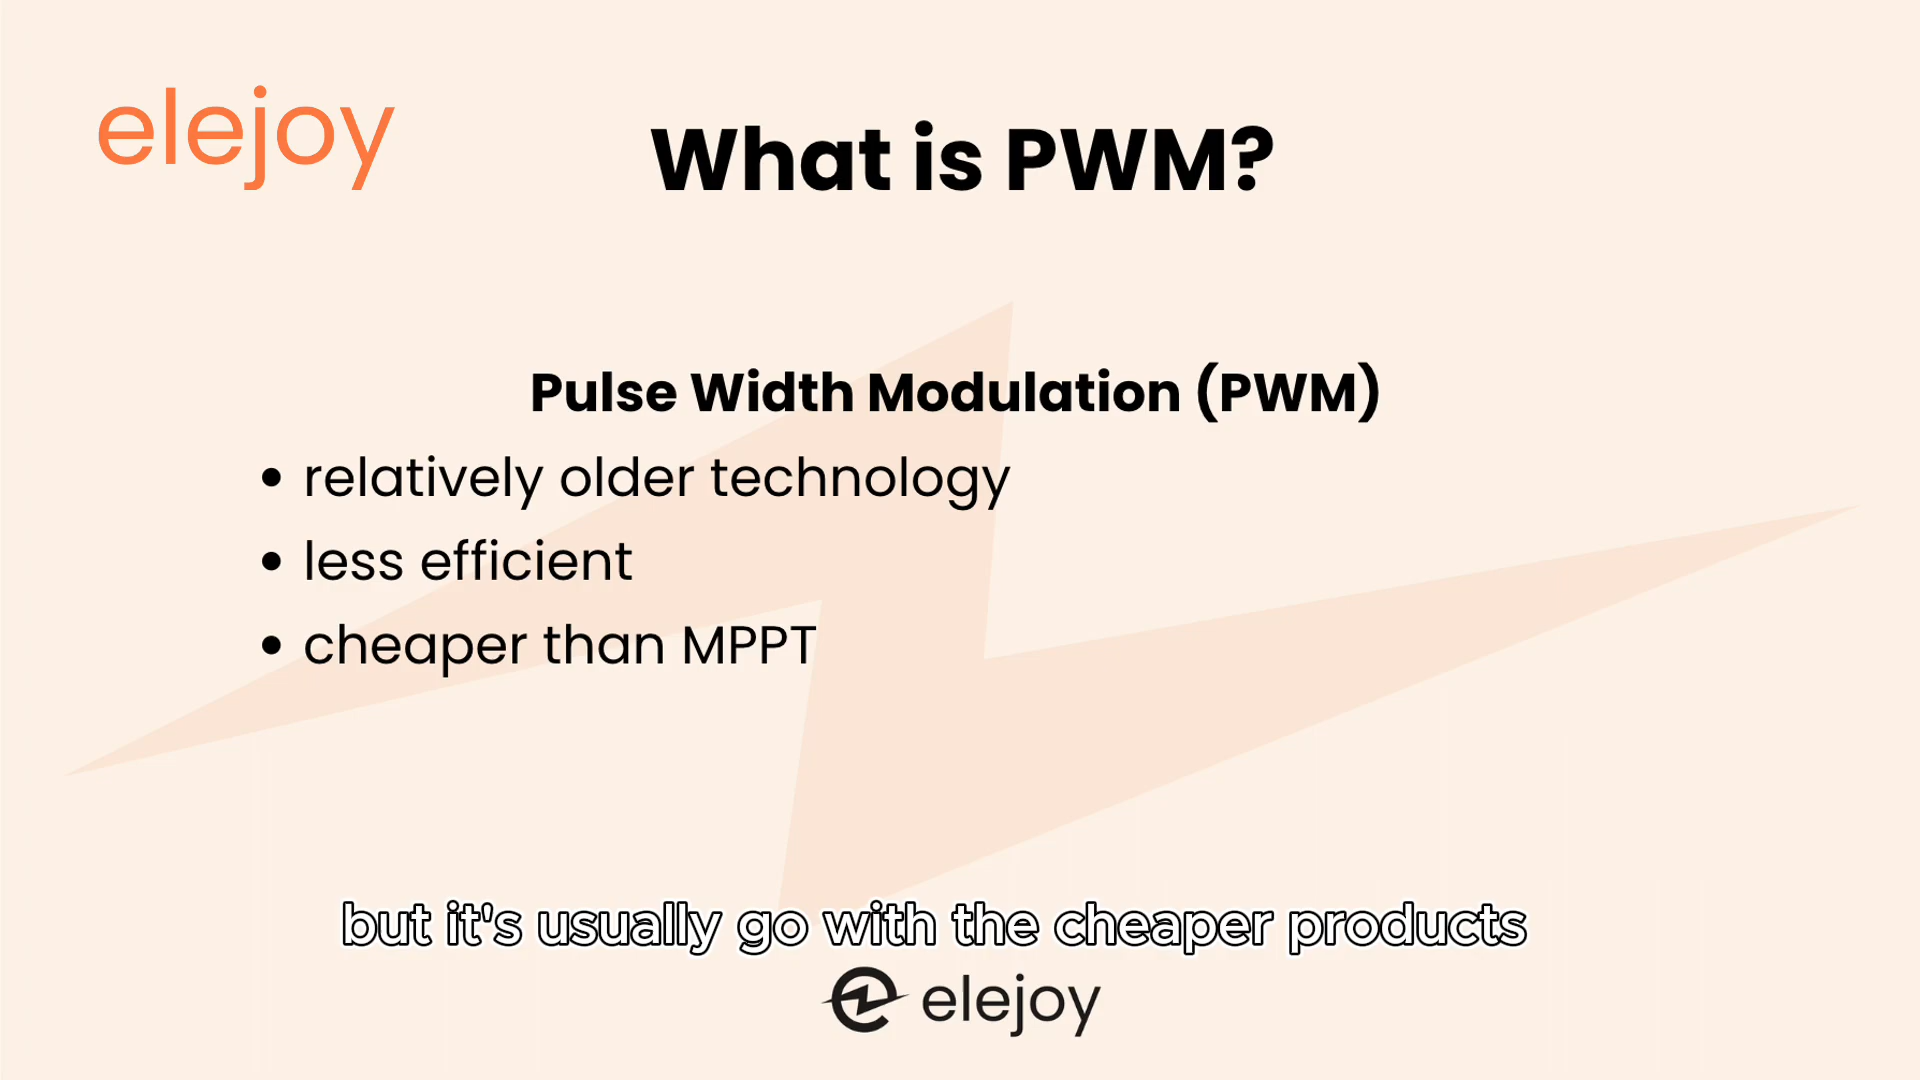 elejoy
What is PWM?
Pulse Width Modulation (PWM)
• relatively older technology
• less efficient
• cheaper than MPPT
but it's usually go with the cheaper products
elejoy